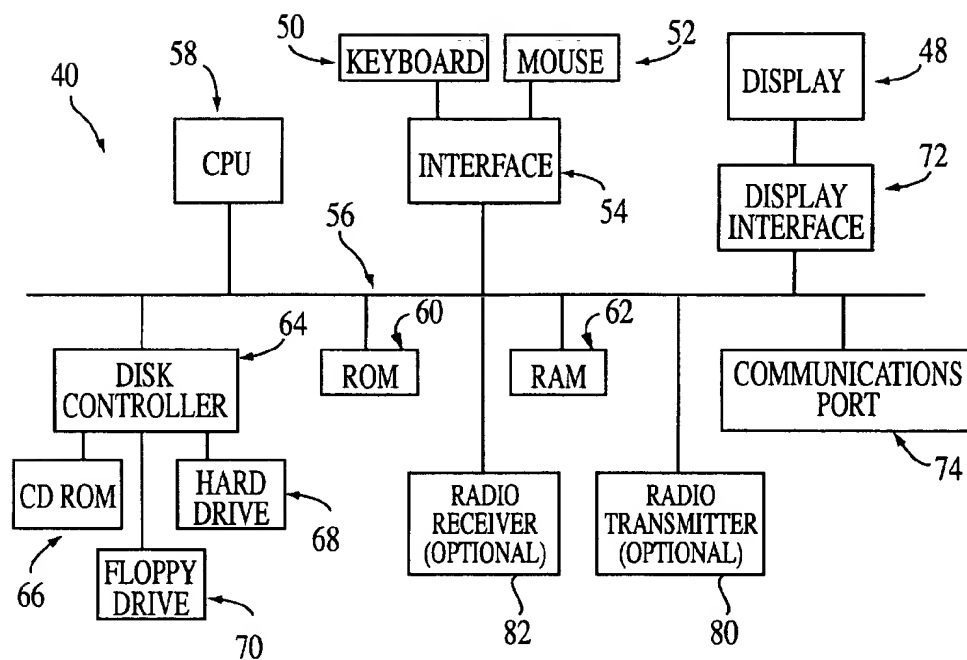 50
52
58
KEYBOARD
MOUSE
48
40
DISPLAY
CPU
INTERFACE
72
54
DISPLAY
INTERFACE
56
64
60
62
DISK
CONTROLLER
ROM
RAM
COMMUNICATIONS
PORT
74
CD ROM
HARD
DRIVE
RADIO
RECEIVER
(OPTIONAL)
RADIO
TRANSMITTER
(OPTIONAL)
68
66
FLOPPY
DRIVE
70
82
80